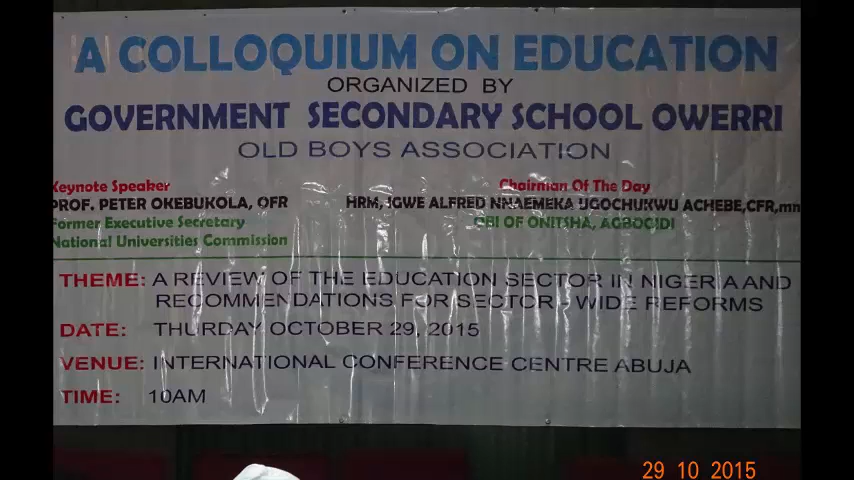 A COLLOQUIUM ON EDUCATION
ORGANIZED BY
GOVERNMENT SECONDARY SCHOOL OWERRI
OLD BOYS ASSOCIATION
Keynote Speaker
PROF. PETER OKEBUKOLA, OFR
Former Executive Secretary
National Universities Commission
Chairman Of The Day
HRM, IGWE ALFRED NNAEMEKA UGOCHUKWU ACHEBE,CFR,mni
OBI OF ONITSHA, AGBOGIDI
THEME: A REVIEW OF THE EDUCATION SECTOR IN NIGERIA AND
RECOMMENDATIONS FOR SECTOR - WIDE REFORMS
DATE: THURDAY OCTOBER 29, 2015
VENUE: INTERNATIONAL CONFERENCE CENTRE ABUJA
TIME: 10AM
29 10 2015